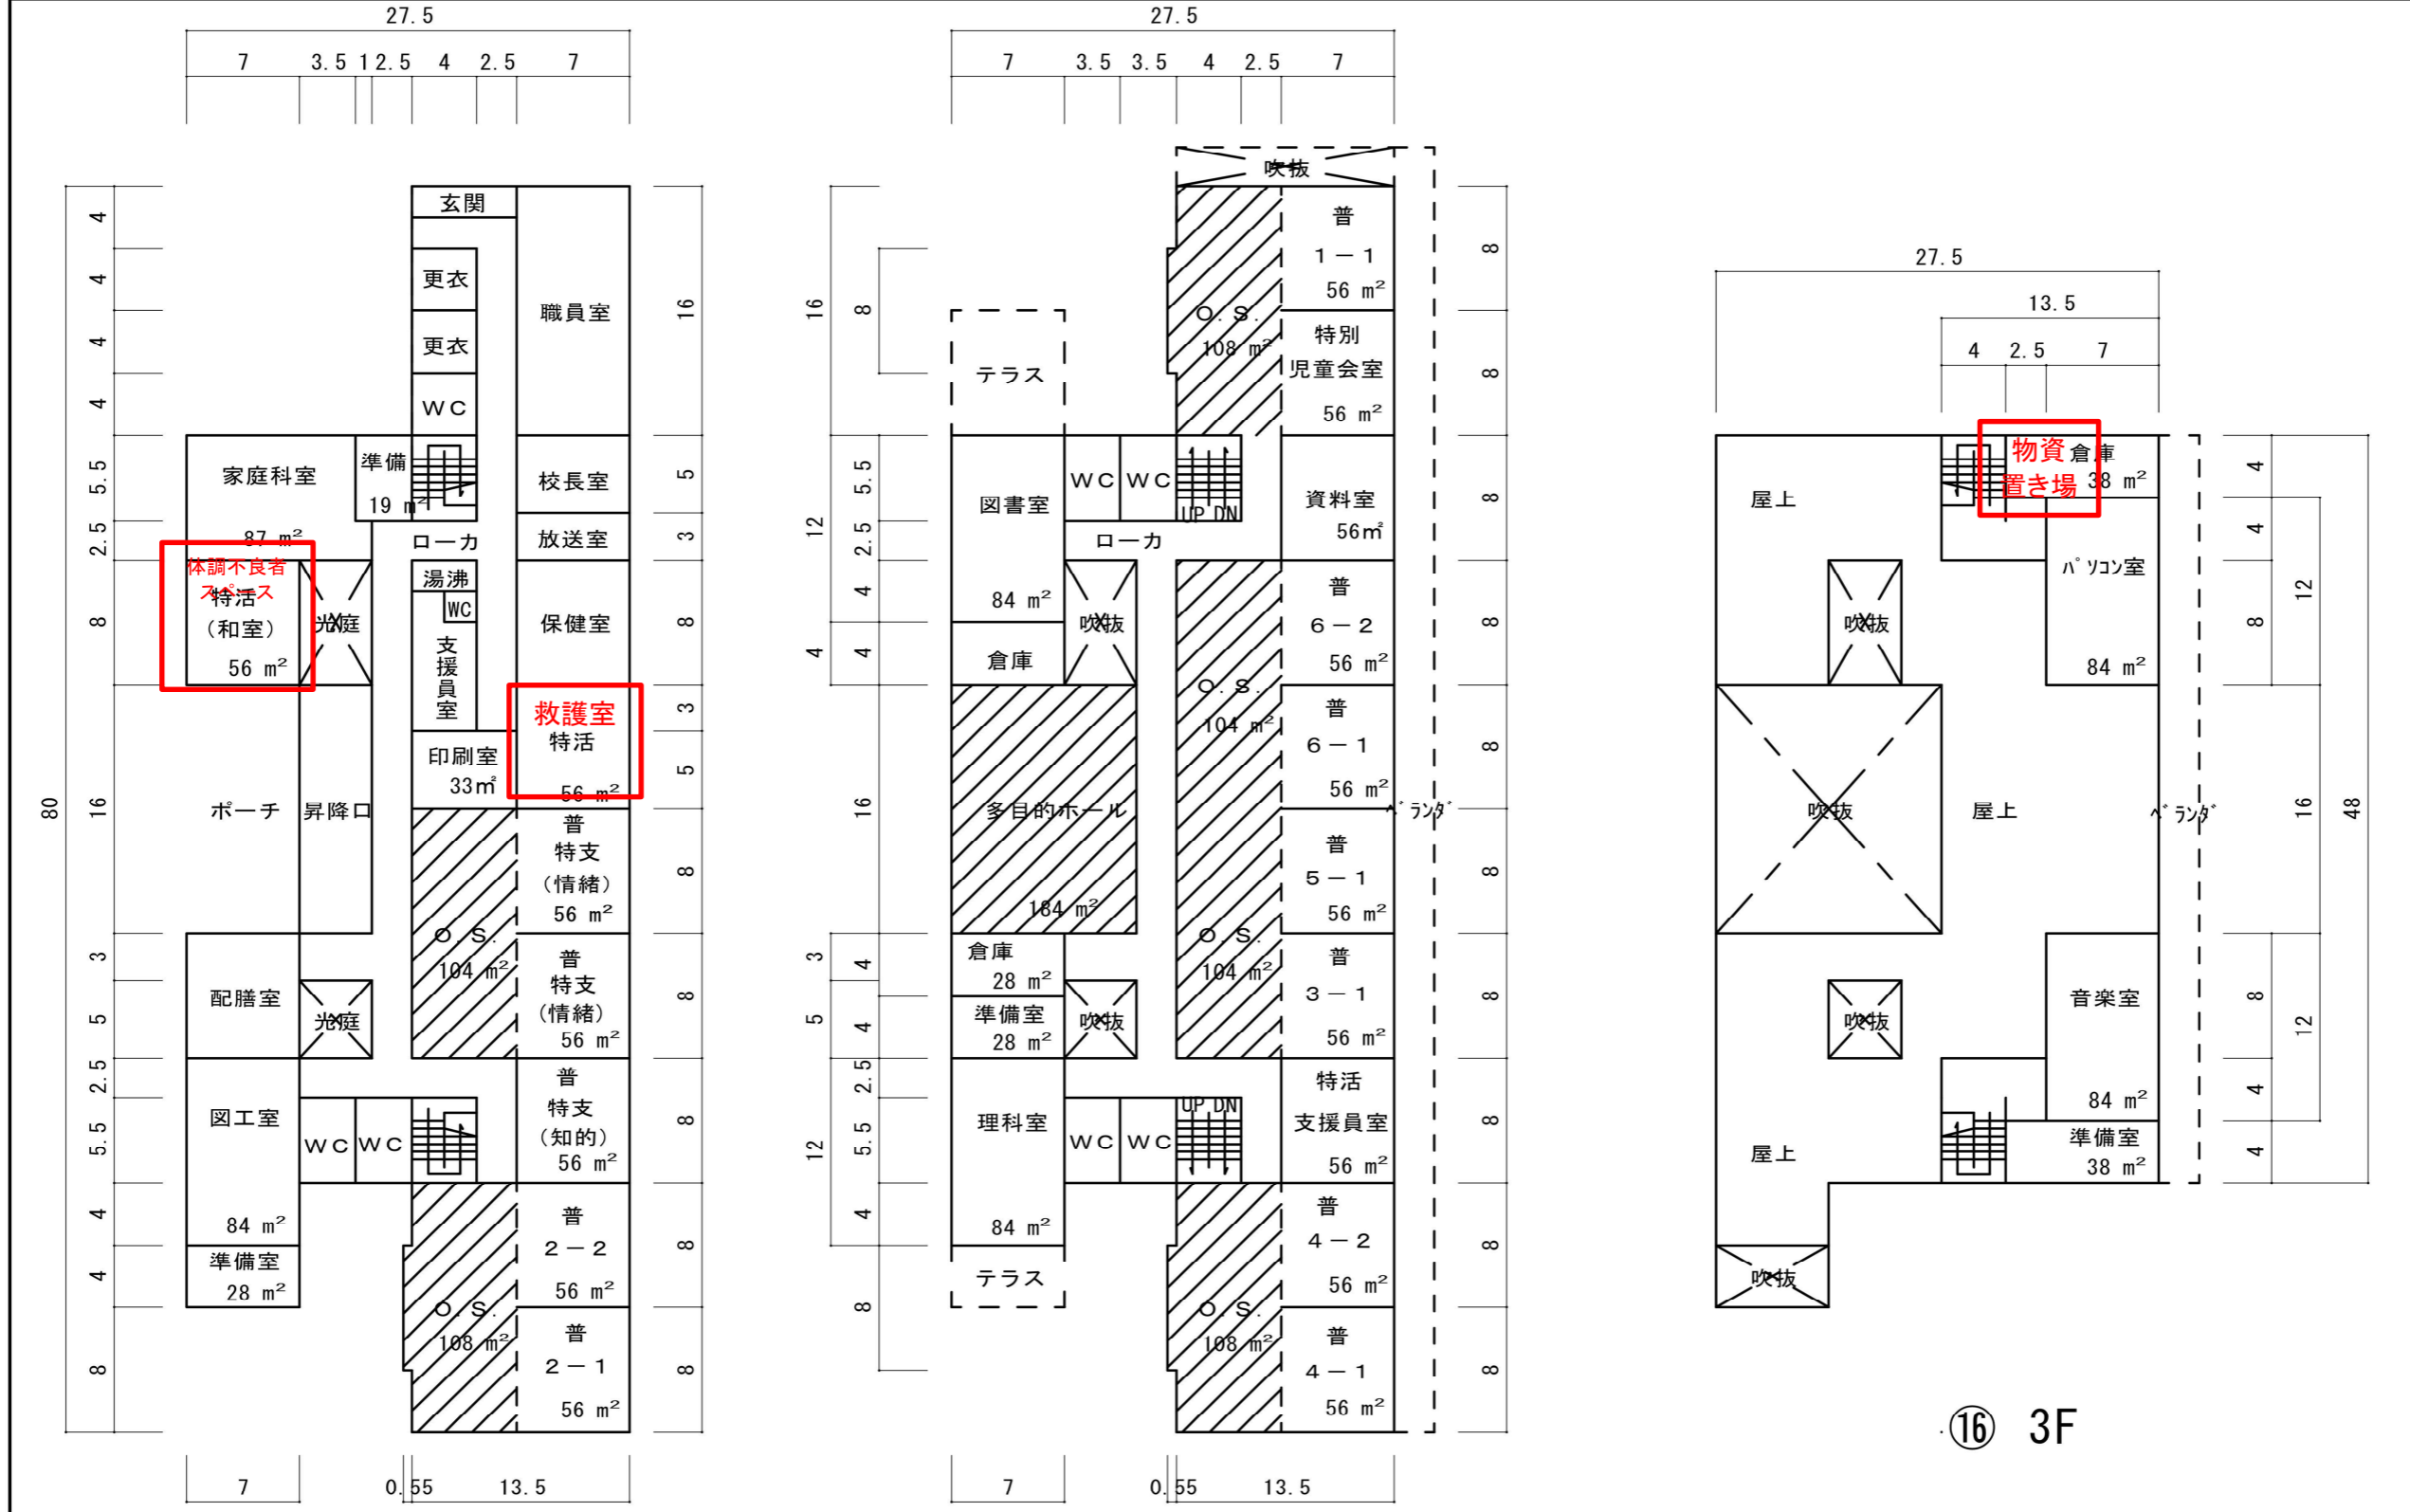 27.5
7 3.5 1 2.5 4 2.5 7
80
4
4
4
4
5.5
2.5
8
16
3
5
2.5
5.5
4
4
8
玄関
更衣
更衣
WC
職員室
家庭科室
87 m²
準備
19 m²
校長室
放送室
ローカ
体調不良者
スペース
特活
(和室)
56 m²
光庭
湯沸
WC
支援員室
保健室
救護室
特活
56 m²
印刷室
33㎡
ポーチ
昇降口
普
特支
(情緒)
56 m²
O.S.
104 m²
普
特支
(情緒)
56 m²
配膳室
光庭
普
特支
(知的)
56 m²
図工室
84 m²
WC
WC
準備室
28 m²
普
2-2
56 m²
O.S.
108 m²
普
2-1
56 m²
16
5
3
8
3
5
8
8
8
8
8
7 0.55 13.5
27.5
7 3.5 3.5 4 2.5 7
16
12
4
16
3
5
12
8
5.5
2.5
4
4
4
4
2.5
5.5
4
8
吹抜
普
1-1
56 m²
O.S.
108 m²
特別
児童会室
56 m²
テラス
図書室
84 m²
WC
WC
UP DN
資料室
56㎡
ローカ
吹抜
倉庫
普
6-2
56 m²
O.S.
104 m²
普
6-1
56 m²
多目的ホール
184 m²
普
5-1
56 m²
ベランダ
O.S.
104 m²
普
3-1
56 m²
倉庫
28 m²
準備室
28 m²
吹抜
理科室
84 m²
WC
WC
UP DN
特活
支援員室
56 m²
普
4-2
56 m²
テラス
O.S.
108 m²
普
4-1
56 m²
8
8
8
8
8
8
8
8
8
8
7 0.55 13.5
27.5
13.5
4 2.5 7
屋上
物資
置き場
倉庫
38 m²
パソコン室
84 m²
吹抜
吹抜
屋上
ベランダ
吹抜
音楽室
84 m²
屋上
準備室
38 m²
吹抜
4
4
8
8
4
4
12
16
12
48
⑯ 3F